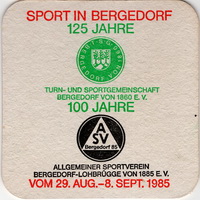 SPORT IN BERGEDORF
125 JAHRE
TURN- UND SPORTGEMEINSCHAFT
BERGEDORF VON 1860 E. V.
100 JAHRE
ASV
Bergedorf 85
ALLGEMEINER SPORTVEREIN
BERGEDORF-LOHBRÜGGE VON 1885 E. V.
VOM 29. AUG.–8. SEPT. 1985